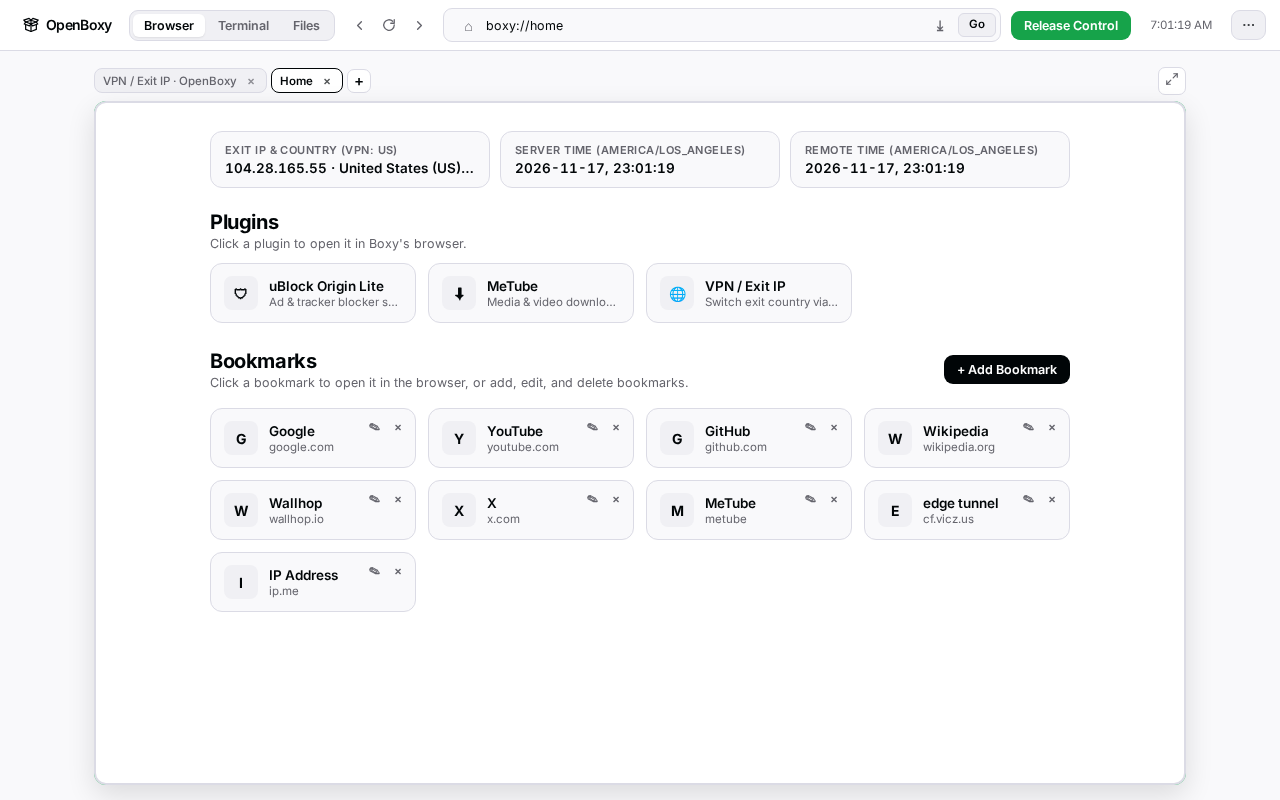 OpenBoxy
Browser
Terminal
Files
boxy://home
Go
Release Control
7:01:19 AM
VPN / Exit IP · OpenBoxy ×
Home ×
+
EXIT IP & COUNTRY (VPN: US)
104.28.165.55 · United States (US)...
SERVER TIME (AMERICA/LOS_ANGELES)
2026-11-17, 23:01:19
REMOTE TIME (AMERICA/LOS_ANGELES)
2026-11-17, 23:01:19
Plugins
Click a plugin to open it in Boxy's browser.
uBlock Origin Lite
Ad & tracker blocker s...
MeTube
Media & video downlo...
VPN / Exit IP
Switch exit country via...
Bookmarks
Click a bookmark to open it in the browser, or add, edit, and delete bookmarks.
+ Add Bookmark
G
Google
google.com
Y
YouTube
youtube.com
G
GitHub
github.com
W
Wikipedia
wikipedia.org
W
Wallhop
wallhop.io
X
X
x.com
M
MeTube
metube
E
edge tunnel
cf.vicz.us
I
IP Address
ip.me